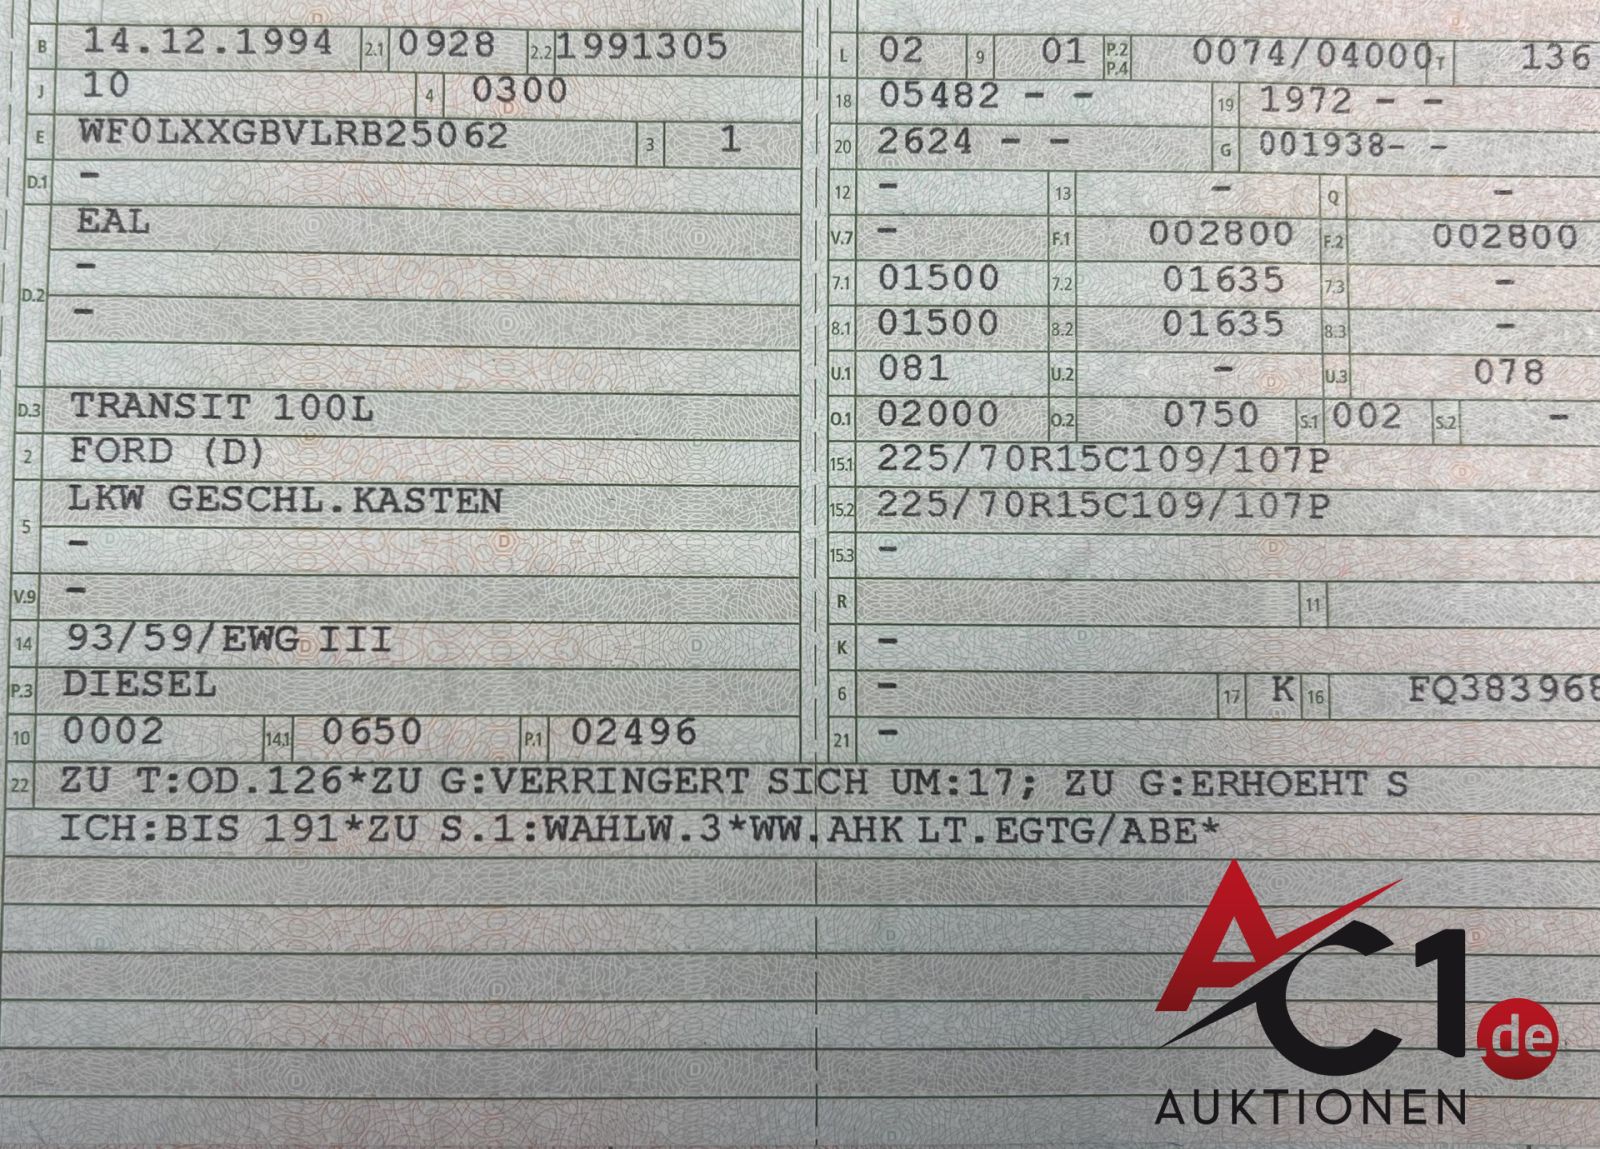 B 14.12.1994 2.1 0928 2.2 1991305
J 10 4 0300
E WF0LXXGBVLRB25062 3 1
D.1 -
D.2 EAL
-
-
D.3 TRANSIT 100L
2 FORD (D)
5 LKW GESCHL.KASTEN
-
V.9 -
14 93/59/EWG III
P.3 DIESEL
10 0002 14.1 0650 P.1 02496
L 02 9 01 P.2 P.4 0074/04000 T 136
18 05482 - - 19 1972 - -
20 2624 - - G 001938- -
12 - 13 - Q -
V.7 - F.1 002800 F.2 002800
7.1 01500 7.2 01635 7.3 -
8.1 01500 8.2 01635 8.3 -
U.1 081 U.2 - U.3 078
O.1 02000 O.2 0750 S.1 002 S.2 -
15.1 225/70R15C109/107P
15.2 225/70R15C109/107P
15.3 -
R 11
K -
6 - 17 K 16 FQ383968
21 -
22 ZU T:OD.126*ZU G:VERRINGERT SICH UM:17; ZU G:ERHOEHT S
ICH:BIS 191*ZU S.1:WAHLW.3*WW.AHK LT.EGTG/ABE*
AC1.de
AUKTIONEN